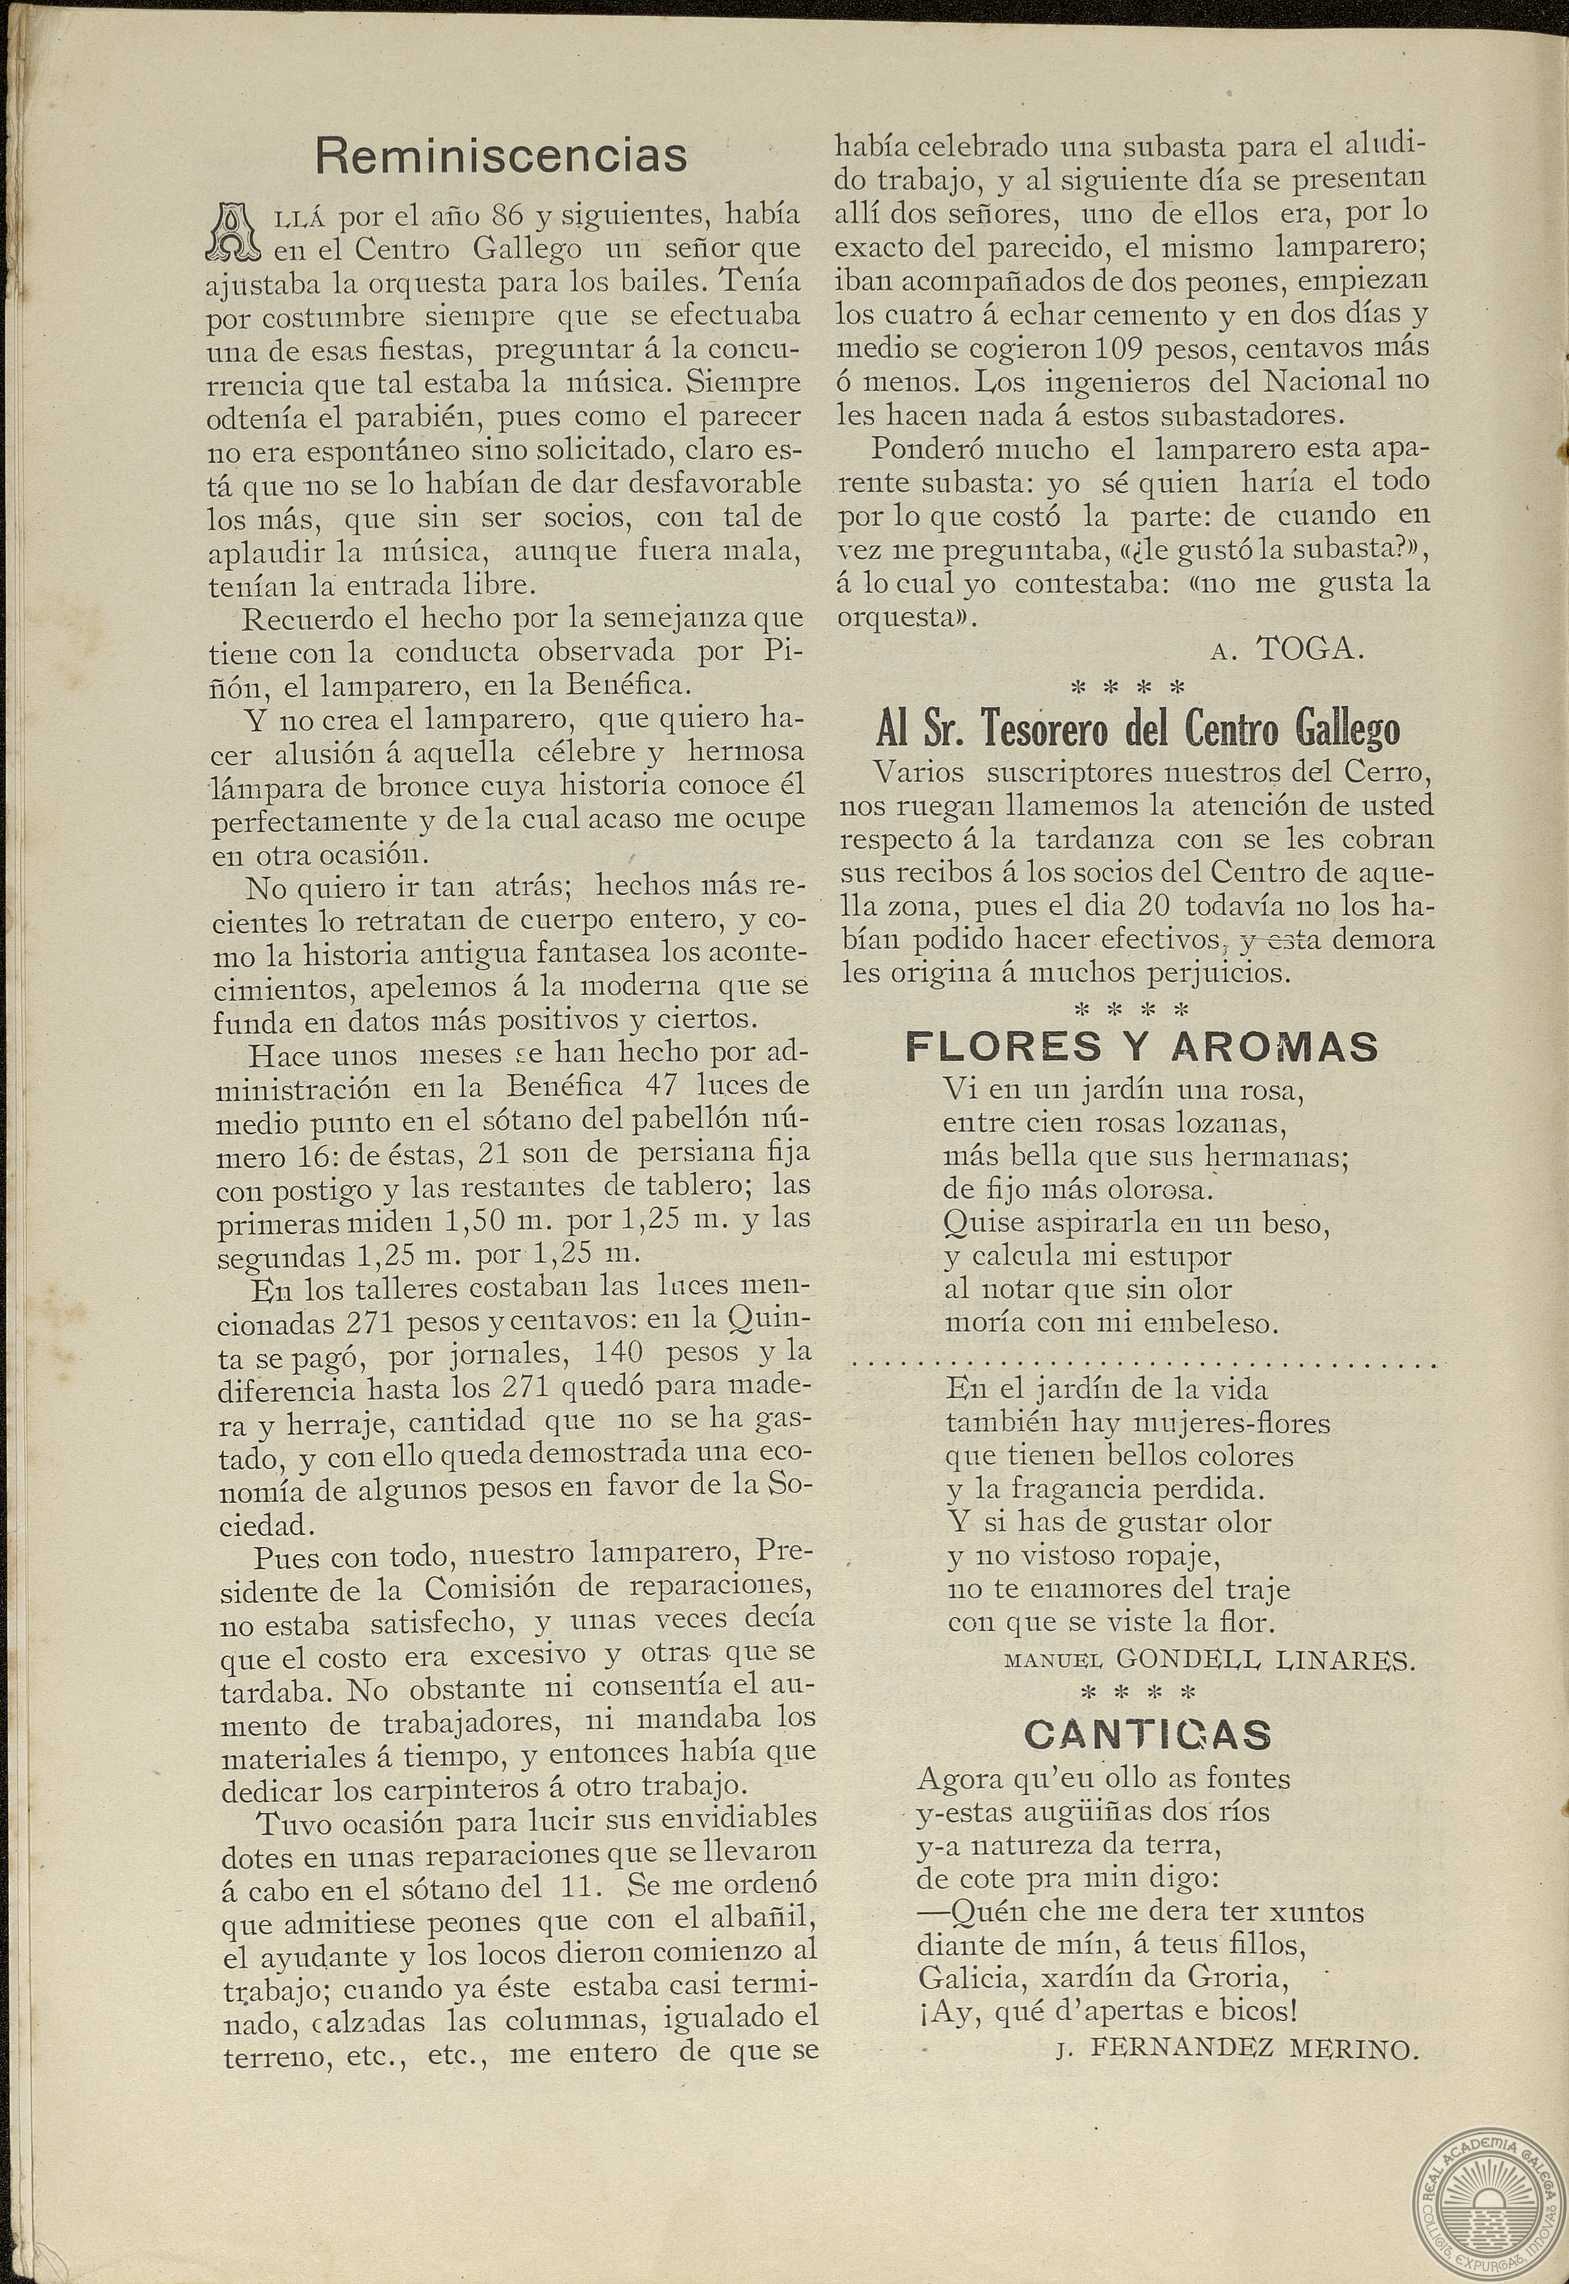 Reminiscencias
ALLÁ por el año 86 y siguientes, había
en el Centro Gallego un señor que
ajustaba la orquesta para los bailes. Tenía
por costumbre siempre que se efectuaba
una de esas fiestas, preguntar á la concu-
rrencia que tal estaba la música. Siempre
odtenía el parabién, pues como el parecer
no era espontáneo sino solicitado, claro es-
tá que no se lo habían de dar desfavorable
los más, que sin ser socios, con tal de
aplaudir la música, aunque fuera mala,
tenían la entrada libre.
Recuerdo el hecho por la semejanza que
tiene con la conducta observada por Pi-
ñón, el lamparero, en la Benéfica.
Y no crea el lamparero, que quiero ha-
cer alusión á aquella célebre y hermosa
lámpara de bronce cuya historia conoce él
perfectamente y de la cual acaso me ocupe
en otra ocasión.
No quiero ir tan atrás; hechos más re-
cientes lo retratan de cuerpo entero, y co-
mo la historia antigua fantasea los aconte-
cimientos, apelemos á la moderna que se
funda en datos más positivos y ciertos.
Hace unos meses se han hecho por ad-
ministración en la Benéfica 47 luces de
medio punto en el sótano del pabellón nú-
mero 16: de éstas, 21 son de persiana fija
con postigo y las restantes de tablero; las
primeras miden 1,50 m. por 1,25 m. y las
segundas 1,25 m. por 1,25 m.
En los talleres costaban las luces men-
cionadas 271 pesos y centavos: en la Quin-
ta se pagó, por jornales, 140 pesos y la
diferencia hasta los 271 quedó para made-
ra y herraje, cantidad que no se ha gas-
tado, y con ello queda demostrada una eco-
nomía de algunos pesos en favor de la So-
ciedad.
Pues con todo, nuestro lamparero, Pre-
sidente de la Comisión de reparaciones,
no estaba satisfecho, y unas veces decía
que el costo era excesivo y otras que se
tardaba. No obstante ni consentía el au-
mento de trabajadores, ni mandaba los
materiales á tiempo, y entonces había que
dedicar los carpinteros á otro trabajo.
Tuvo ocasión para lucir sus envidiables
dotes en unas reparaciones que se llevaron
á cabo en el sótano del 11. Se me ordenó
que admitiese peones que con el albañil,
el ayudante y los locos dieron comienzo al
trabajo; cuando ya éste estaba casi termi-
nado, calzadas las columnas, igualado el
terreno, etc., etc., me entero de que se
había celebrado una subasta para el aludi-
do trabajo, y al siguiente día se presentan
allí dos señores, uno de ellos era, por lo
exacto del parecido, el mismo lamparero;
iban acompañados de dos peones, empiezan
los cuatro á echar cemento y en dos días y
medio se cogieron 109 pesos, centavos más
ó menos. Los ingenieros del Nacional no
les hacen nada á estos subastadores.
Ponderó mucho el lamparero esta apa-
rente subasta: yo sé quien haría el todo
por lo que costó la parte: de cuando en
vez me preguntaba, «¿le gustó la subasta?»,
á lo cual yo contestaba: «no me gusta la
orquesta».
A. TOGA.
* * * *
Al Sr. Tesorero del Centro Gallego
Varios suscriptores nuestros del Cerro,
nos ruegan llamemos la atención de usted
respecto á la tardanza con se les cobran
sus recibos á los socios del Centro de aque-
lla zona, pues el dia 20 todavía no los ha-
bían podido hacer efectivos, y esta demora
les origina á muchos perjuicios.
* * * *
FLORES Y AROMAS
Vi en un jardín una rosa,
entre cien rosas lozanas,
más bella que sus hermanas;
de fijo más olorosa.
Quise aspirarla en un beso,
y calcula mi estupor
al notar que sin olor
moría con mi embeleso.
. . . . . . . . . . . . . . . . . . . . . . . . . . . . . . . . . . . .
En el jardín de la vida
también hay mujeres-flores
que tienen bellos colores
y la fragancia perdida.
Y si has de gustar olor
y no vistoso ropaje,
no te enamores del traje
con que se viste la flor.
MANUEL GONDELL LINARES.
* * * *
CANTIGAS
Agora qu'eu ollo as fontes
y-estas augüiñas dos ríos
y-a natureza da terra,
de cote pra min digo:
—Quén che me dera ter xuntos
diante de mín, á teus fillos,
Galicia, xardín da Groria,
¡Ay, qué d'apertas e bicos!
J. FERNANDEZ MERINO.
REAL ACADEMIA GALEGA
COLLIGIT, EXPURGAT, INNOVAT